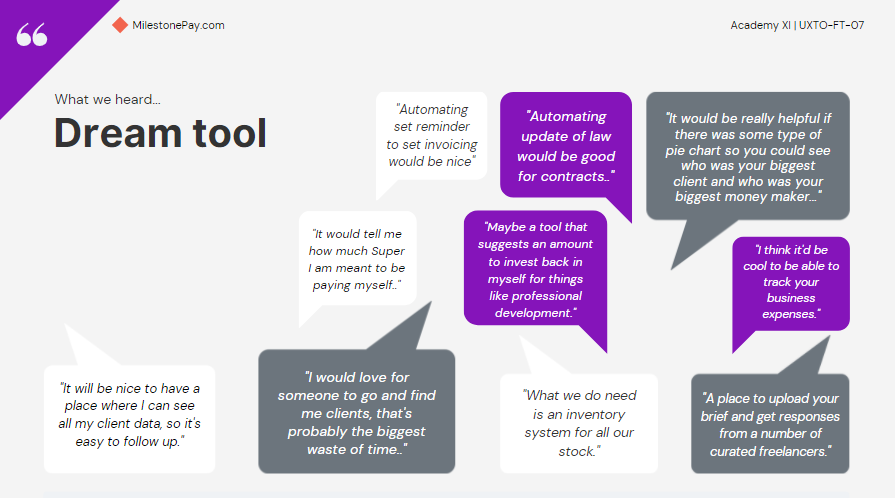 MilestonePay.com
Academy XI | UXTO-FT-07
What we heard...
Dream tool
"Automating
set reminder
to set invoicing
would be nice"
"Automating
update of law
would be good
for contracts.."
"It would be really helpful if
there was some type of
pie chart so you could see
who was your biggest
client and who was your
biggest money maker..."
"It would tell me
how much Super
I am meant to be
paying myself.."
"Maybe a tool that
suggests an amount
to invest back in
myself for things
like professional
development."
"I think it'd be
cool to be able to
track your
business
expenses."
"It will be nice to have a
place where I can see
all my client data, so it's
easy to follow up."
"I would love for
someone to go and find
me clients, that's
probably the biggest
waste of time.."
"What we do need
is an inventory
system for all our
stock."
"A place to upload your
brief and get responses
from a number of
curated freelancers."